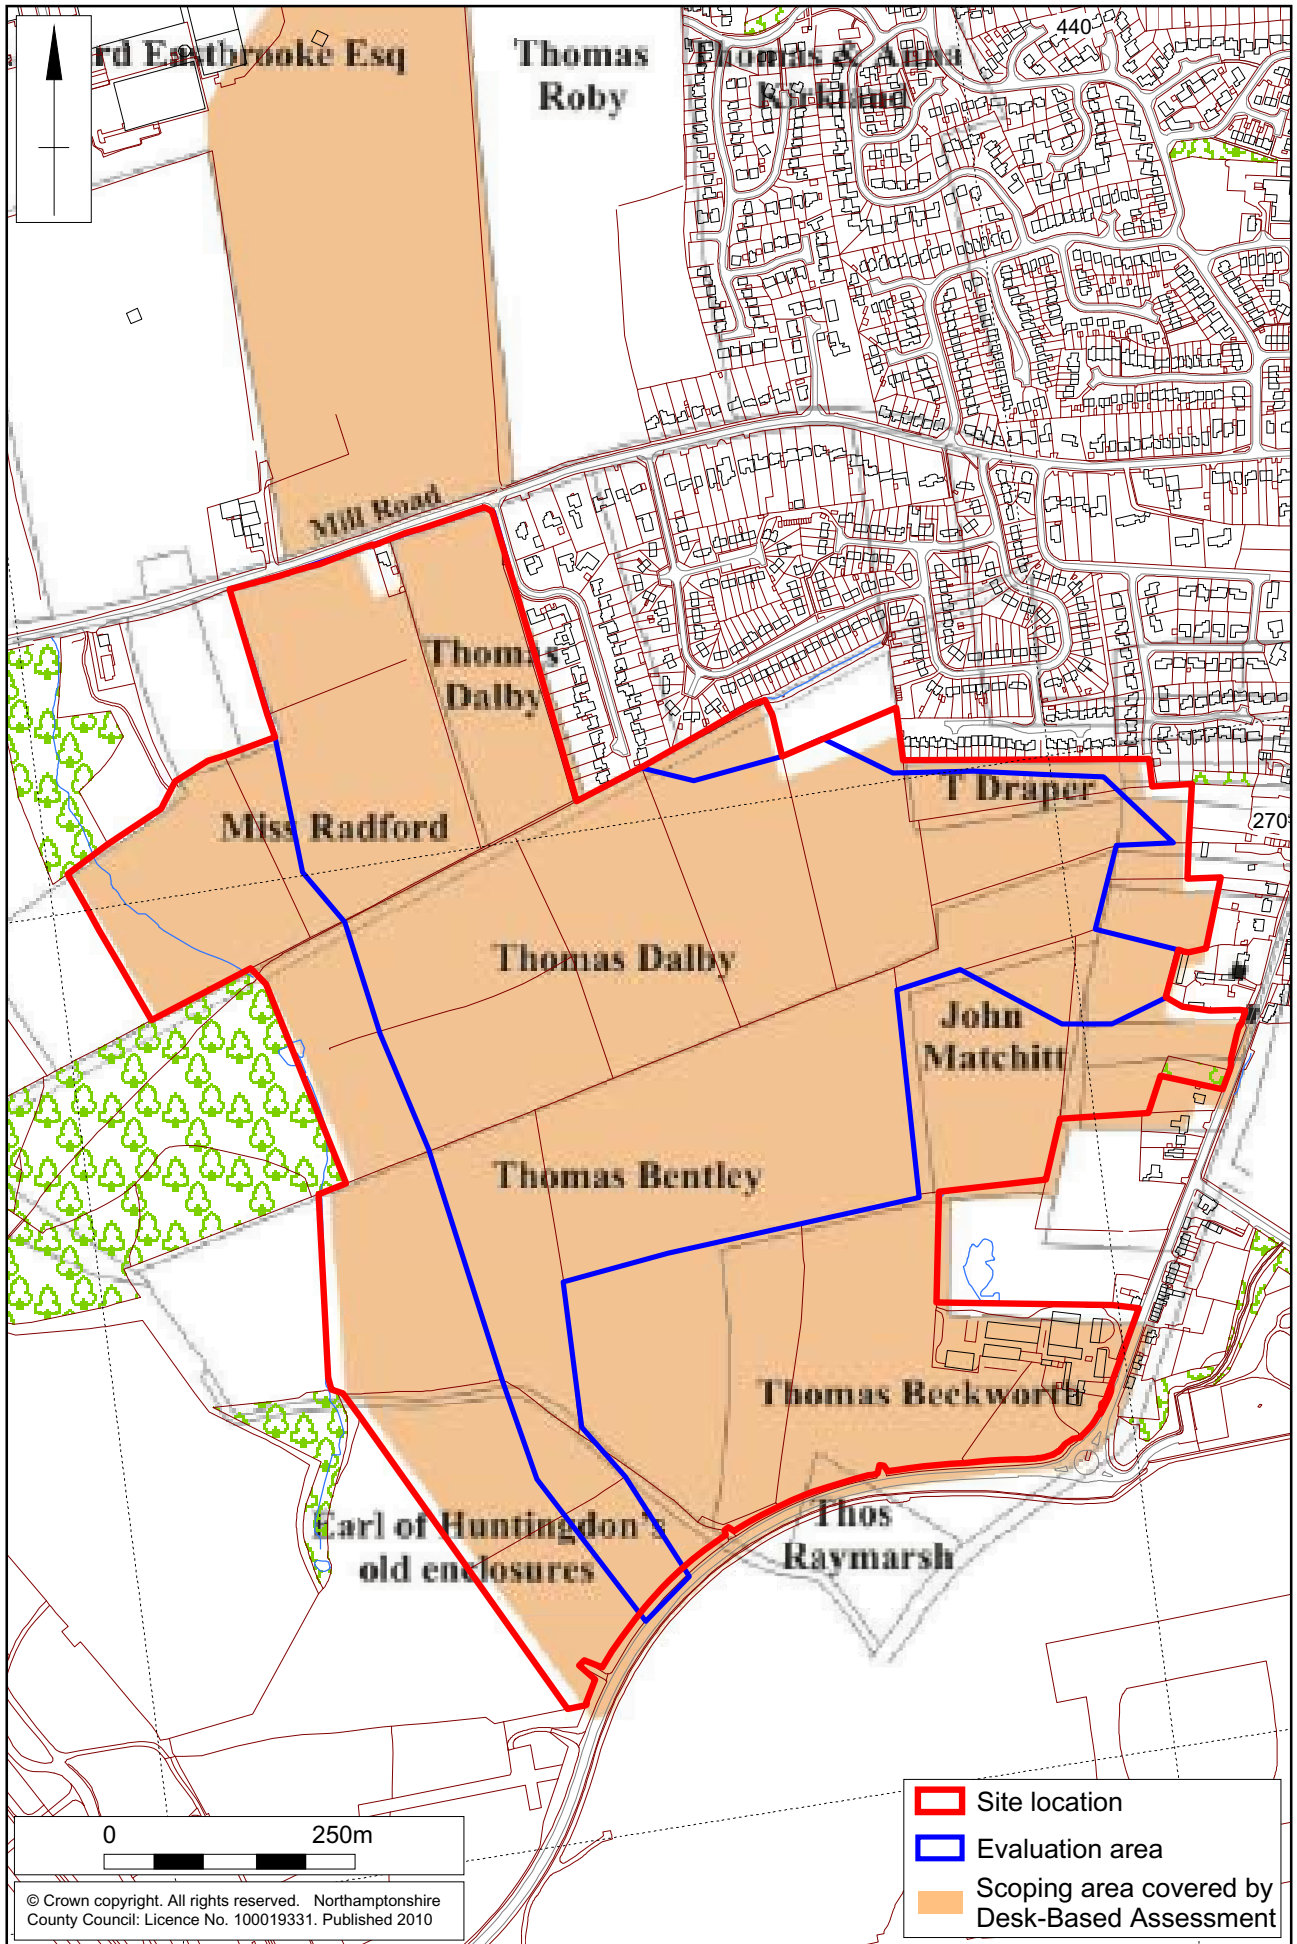 rd Eastbrooke Esq
Thomas
Roby
Thomas & Anna
Kirkland
440
Mill Road
Thomas
Dalby
Miss Radford
T Draper
270
Thomas Dalby
John
Matchitt
Thomas Bentley
Thomas Beckworth
Earl of Huntingdon's
old enclosures
Thos
Raymarsh
0 250m
© Crown copyright. All rights reserved. Northamptonshire
County Council: Licence No. 100019331. Published 2010
Site location
Evaluation area
Scoping area covered by
Desk-Based Assessment